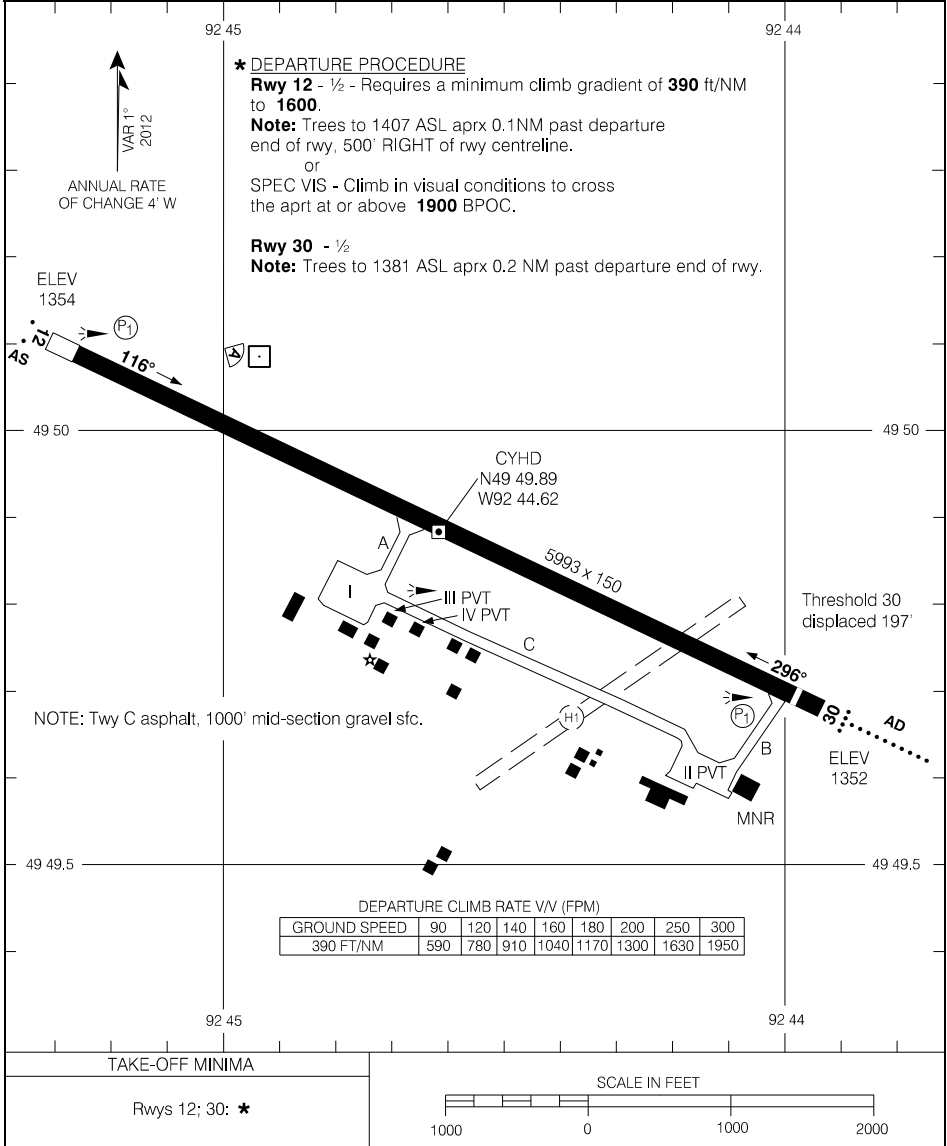 92 45
92 44
* DEPARTURE PROCEDURE
Rwy 12 - ½ - Requires a minimum climb gradient of 390 ft/NM
to 1600.
Note: Trees to 1407 ASL aprx 0.1NM past departure
end of rwy, 500' RIGHT of rwy centreline.
or
SPEC VIS - Climb in visual conditions to cross
the aprt at or above 1900 BPOC.
Rwy 30 - ½
Note: Trees to 1381 ASL aprx 0.2 NM past departure end of rwy.
VAR 1°
2012
ANNUAL RATE
OF CHANGE 4' W
ELEV
1354
P1
12
AS
116°
A
49 50
49 50
CYHD
N49 49.89
W92 44.62
A
I
III PVT
IV PVT
5993 x 150
C
Threshold 30
displaced 197'
296°
P1
30
AD
NOTE: Twy C asphalt, 1000' mid-section gravel sfc.
H1
B
ELEV
1352
II PVT
MNR
49 49.5
49 49.5
DEPARTURE CLIMB RATE V/V (FPM)
GROUND SPEED 90 120 140 160 180 200 250 300
390 FT/NM 590 780 910 1040 1170 1300 1630 1950
92 45
92 44
TAKE-OFF MINIMA
Rwys 12; 30: *
SCALE IN FEET
1000 0 1000 2000